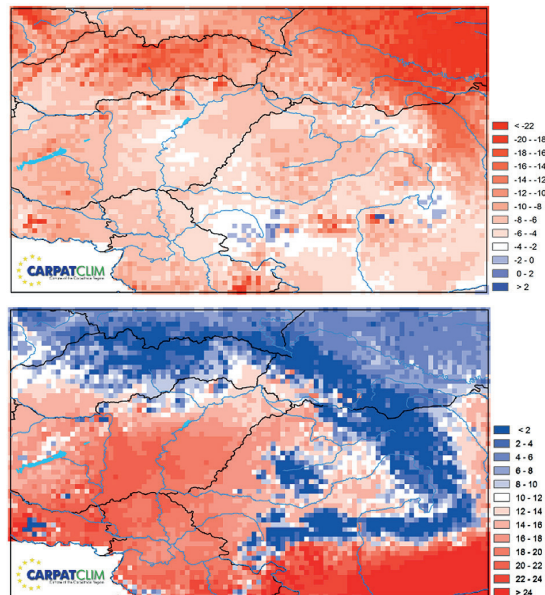 < -22
-20 - -18
-18 - -16
-16 - -14
-14 - -12
-12 - -10
-10 - -8
-8 - -6
-6 - -4
-4 - -2
-2 - 0
0 - 2
> 2
CARPATCLIM
< 2
2 - 4
4 - 6
6 - 8
8 - 10
10 - 12
12 - 14
14 - 16
16 - 18
18 - 20
20 - 22
22 - 24
> 24
CARPATCLIM